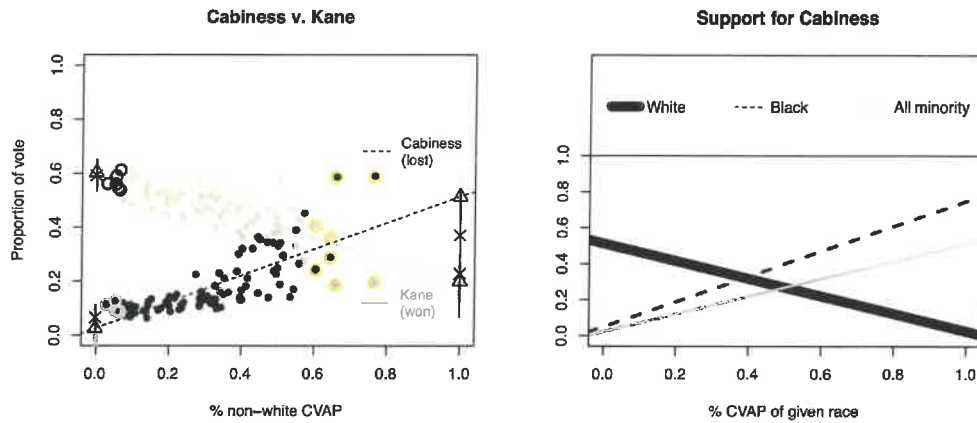 Cabiness v. Kane
Proportion of vote
1.0
0.8
0.6
0.4
0.2
0.0
Cabiness
(lost)
Kane
(won)
0.0 0.2 0.4 0.6 0.8 1.0
% non-white CVAP
Support for Cabiness
White Black All minority
1.0
0.8
0.6
0.4
0.2
0.0
0.0 0.2 0.4 0.6 0.8 1.0
% CVAP of given race